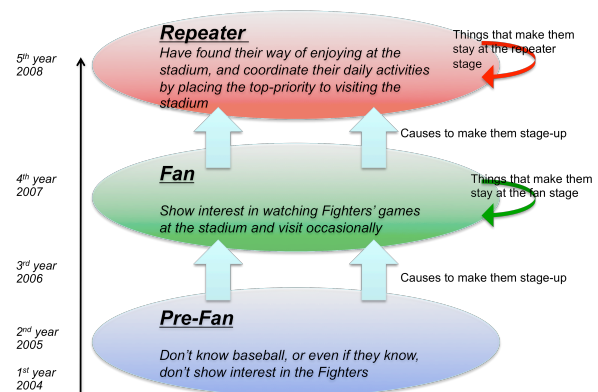 Repeater
Things that make them
stay at the repeater
stage
5th year
2008
Have found their way of enjoying at the
stadium, and coordinate their daily activities
by placing the top-priority to visiting the
stadium
Causes to make them stage-up
4th year
2007
Fan
Things that make them
stay at the fan stage
Show interest in watching Fighters' games
at the stadium and visit occasionally
3rd year
2006
Causes to make them stage-up
Pre-Fan
2nd year
2005
Don't know baseball, or even if they know,
don't show interest in the Fighters
1st year
2004